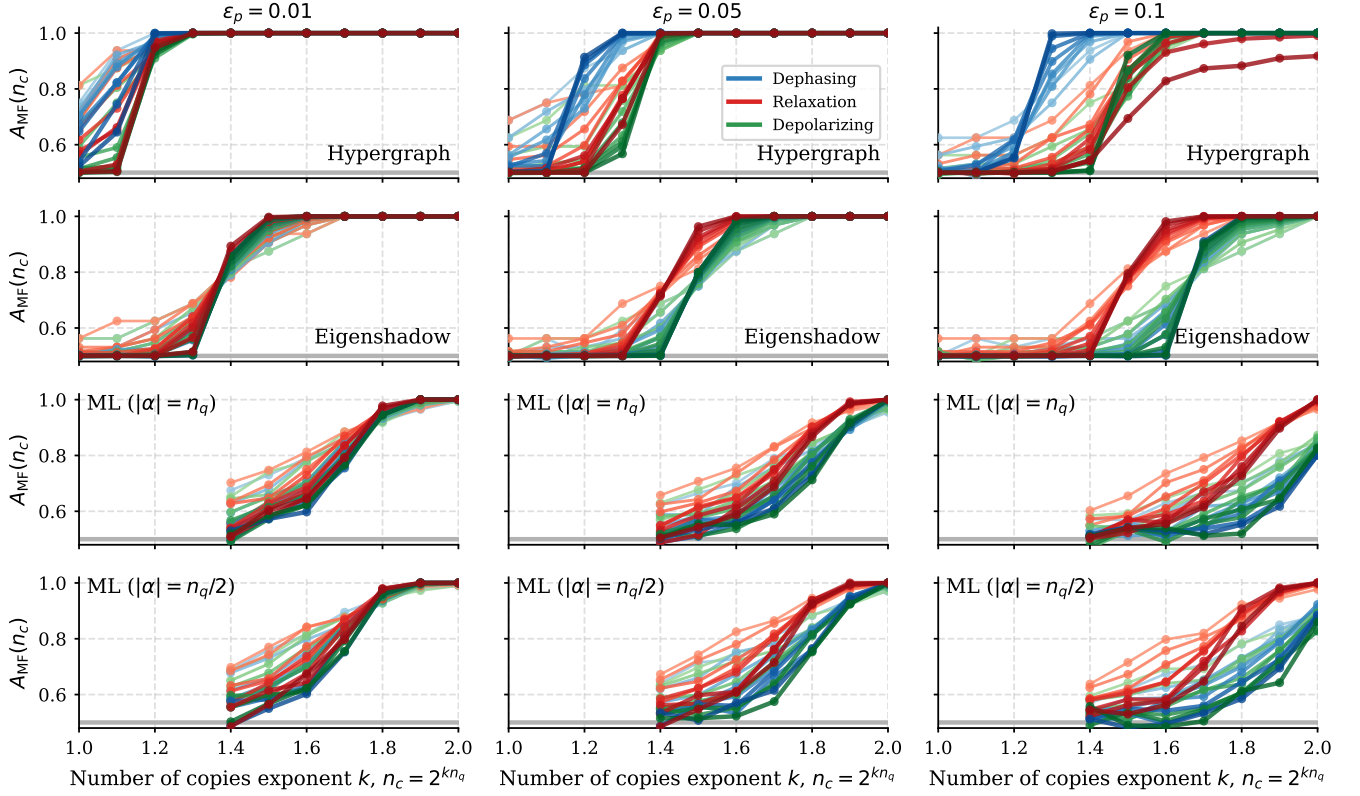 εₚ = 0.01
εₚ = 0.05
εₚ = 0.1
1.0
0.8
0.6
A_MF(n_c)
Hypergraph
Dephasing
Relaxation
Depolarizing
Hypergraph
Hypergraph
1.0
0.8
0.6
A_MF(n_c)
Eigenshadow
Eigenshadow
Eigenshadow
1.0
0.8
0.6
A_MF(n_c)
ML (|α| = n_q)
ML (|α| = n_q)
ML (|α| = n_q)
1.0
0.8
0.6
A_MF(n_c)
ML (|α| = n_q/2)
ML (|α| = n_q/2)
ML (|α| = n_q/2)
1.0 1.2 1.4 1.6 1.8 2.0
1.0 1.2 1.4 1.6 1.8 2.0
1.0 1.2 1.4 1.6 1.8 2.0
Number of copies exponent k, n_c = 2^{kn_q}
Number of copies exponent k, n_c = 2^{kn_q}
Number of copies exponent k, n_c = 2^{kn_q}